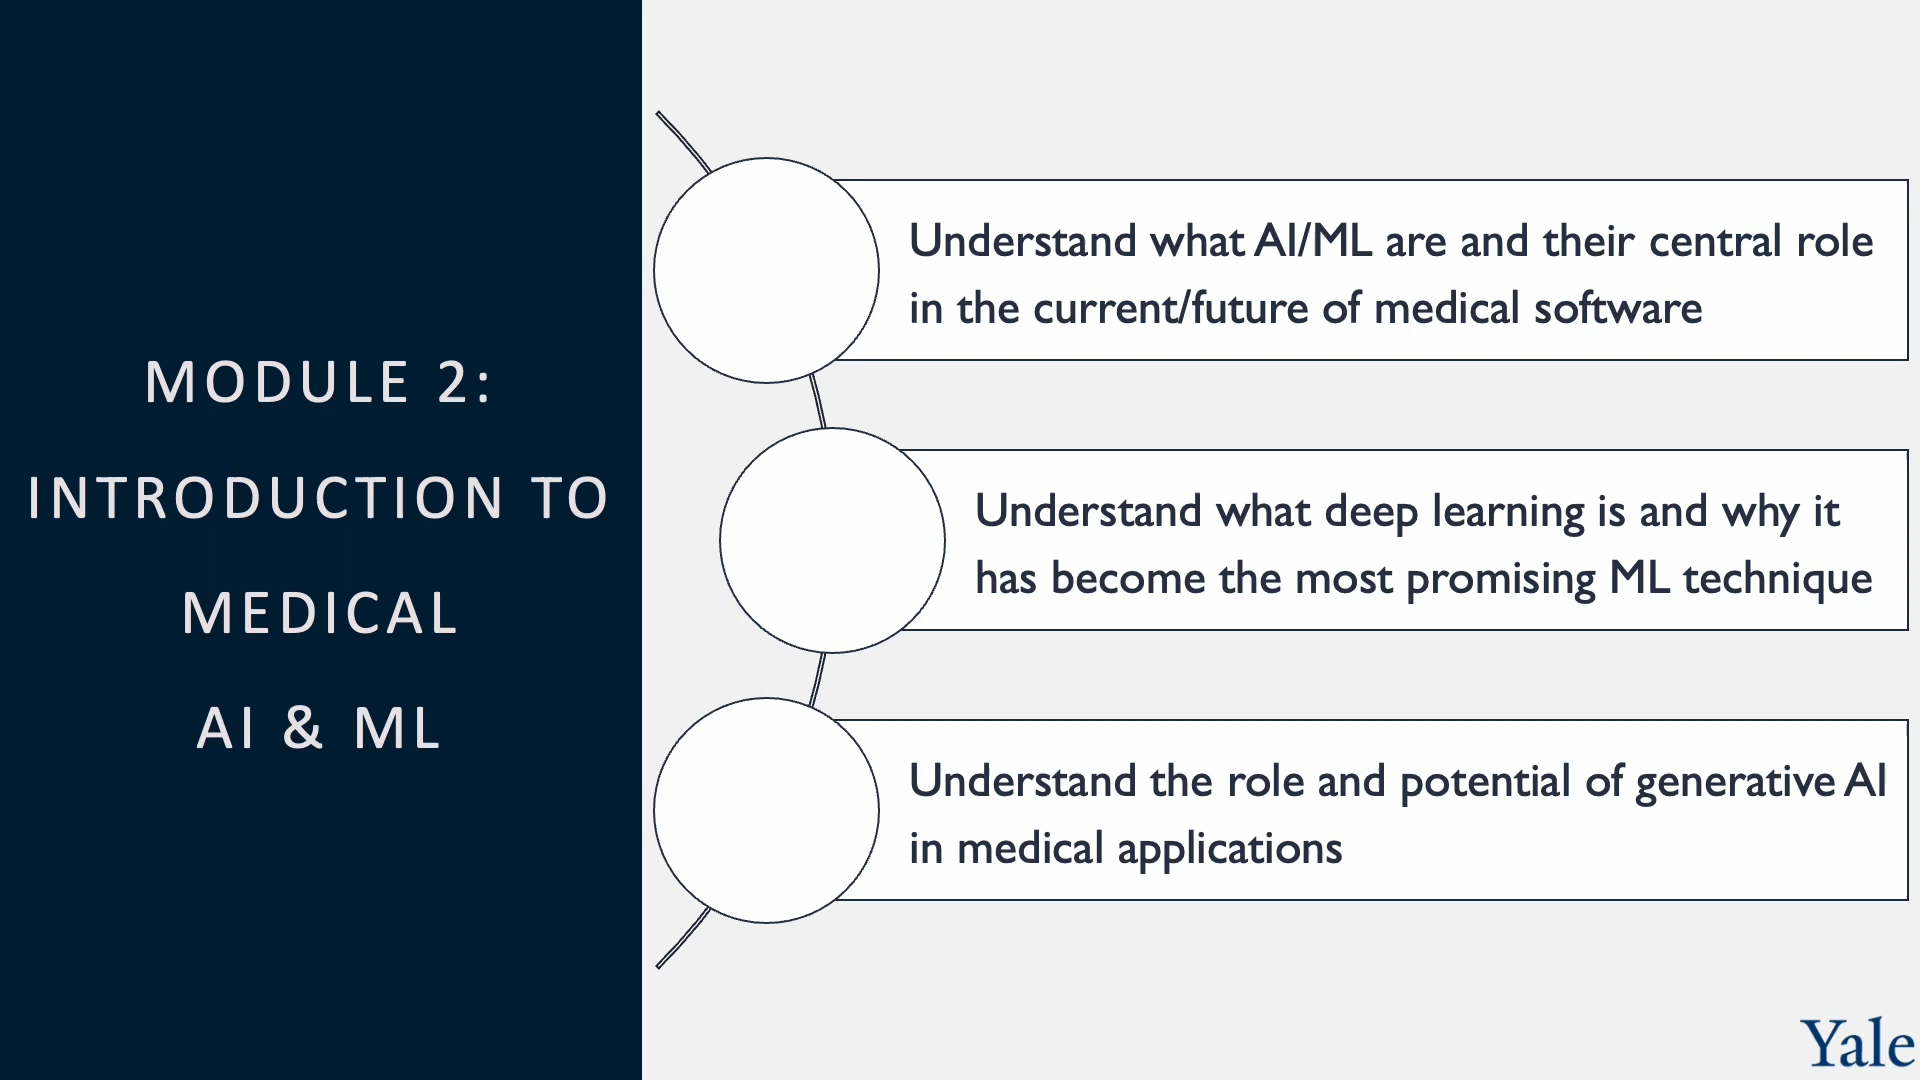 MODULE 2:
INTRODUCTION TO
MEDICAL
AI & ML
Understand what AI/ML are and their central role
in the current/future of medical software
Understand what deep learning is and why it
has become the most promising ML technique
Understand the role and potential of generative AI
in medical applications
Yale